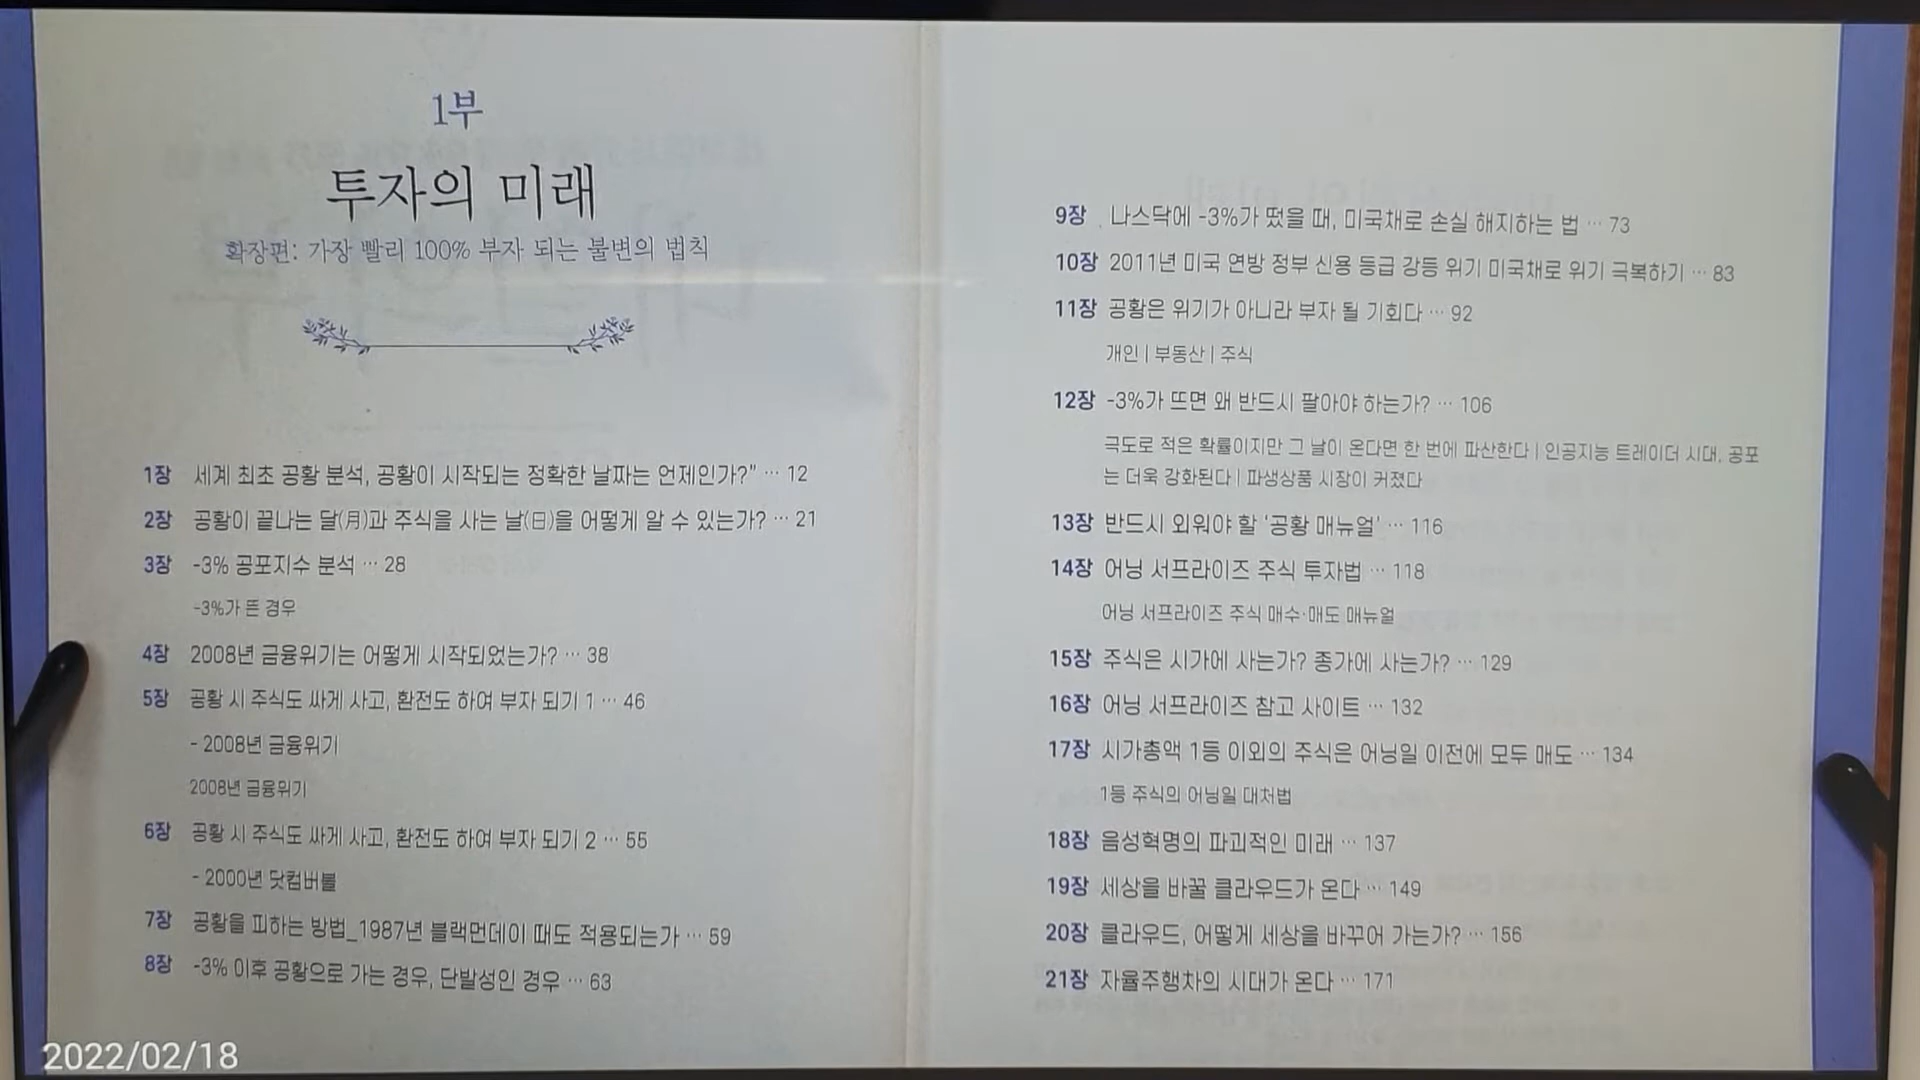 1부
투자의 미래
확장편: 가장 빨리 100% 부자 되는 불변의 법칙
1장 세계 최초 공황 분석, 공황이 시작되는 정확한 날짜는 언제인가?" … 12
2장 공황이 끝나는 달(月)과 주식을 사는 날(日)을 어떻게 알 수 있는가? … 21
3장 -3% 공포지수 분석 … 28
-3%가 뜬 경우
4장 2008년 금융위기는 어떻게 시작되었는가? … 38
5장 공황 시 주식도 싸게 사고, 환전도 하여 부자 되기 1 … 46
- 2008년 금융위기
2008년 금융위기
6장 공황 시 주식도 싸게 사고, 환전도 하여 부자 되기 2 … 55
- 2000년 닷컴버블
7장 공황을 피하는 방법_1987년 블랙먼데이 때도 적용되는가 … 59
8장 -3% 이후 공황으로 가는 경우, 단발성인 경우 … 63
9장 나스닥에 -3%가 떴을 때, 미국채로 손실 해지하는 법 … 73
10장 2011년 미국 연방 정부 신용 등급 강등 위기 미국채로 위기 극복하기 … 83
11장 공황은 위기가 아니라 부자 될 기회다 … 92
개인 | 부동산 | 주식
12장 -3%가 뜨면 왜 반드시 팔아야 하는가? … 106
극도로 적은 확률이지만 그 날이 온다면 한 번에 파산한다 | 인공지능 트레이더 시대, 공포
는 더욱 강화된다 | 파생상품 시장이 커졌다
13장 반드시 외워야 할 '공황 매뉴얼' … 116
14장 어닝 서프라이즈 주식 투자법 … 118
어닝 서프라이즈 주식 매수·매도 매뉴얼
15장 주식은 시가에 사는가? 종가에 사는가? … 129
16장 어닝 서프라이즈 참고 사이트 … 132
17장 시가총액 1등 이외의 주식은 어닝일 이전에 모두 매도 … 134
1등 주식의 어닝일 대처법
18장 음성혁명의 파괴적인 미래 … 137
19장 세상을 바꿀 클라우드가 온다 … 149
20장 클라우드, 어떻게 세상을 바꾸어 가는가? … 156
21장 자율주행차의 시대가 온다 … 171
2022/02/18